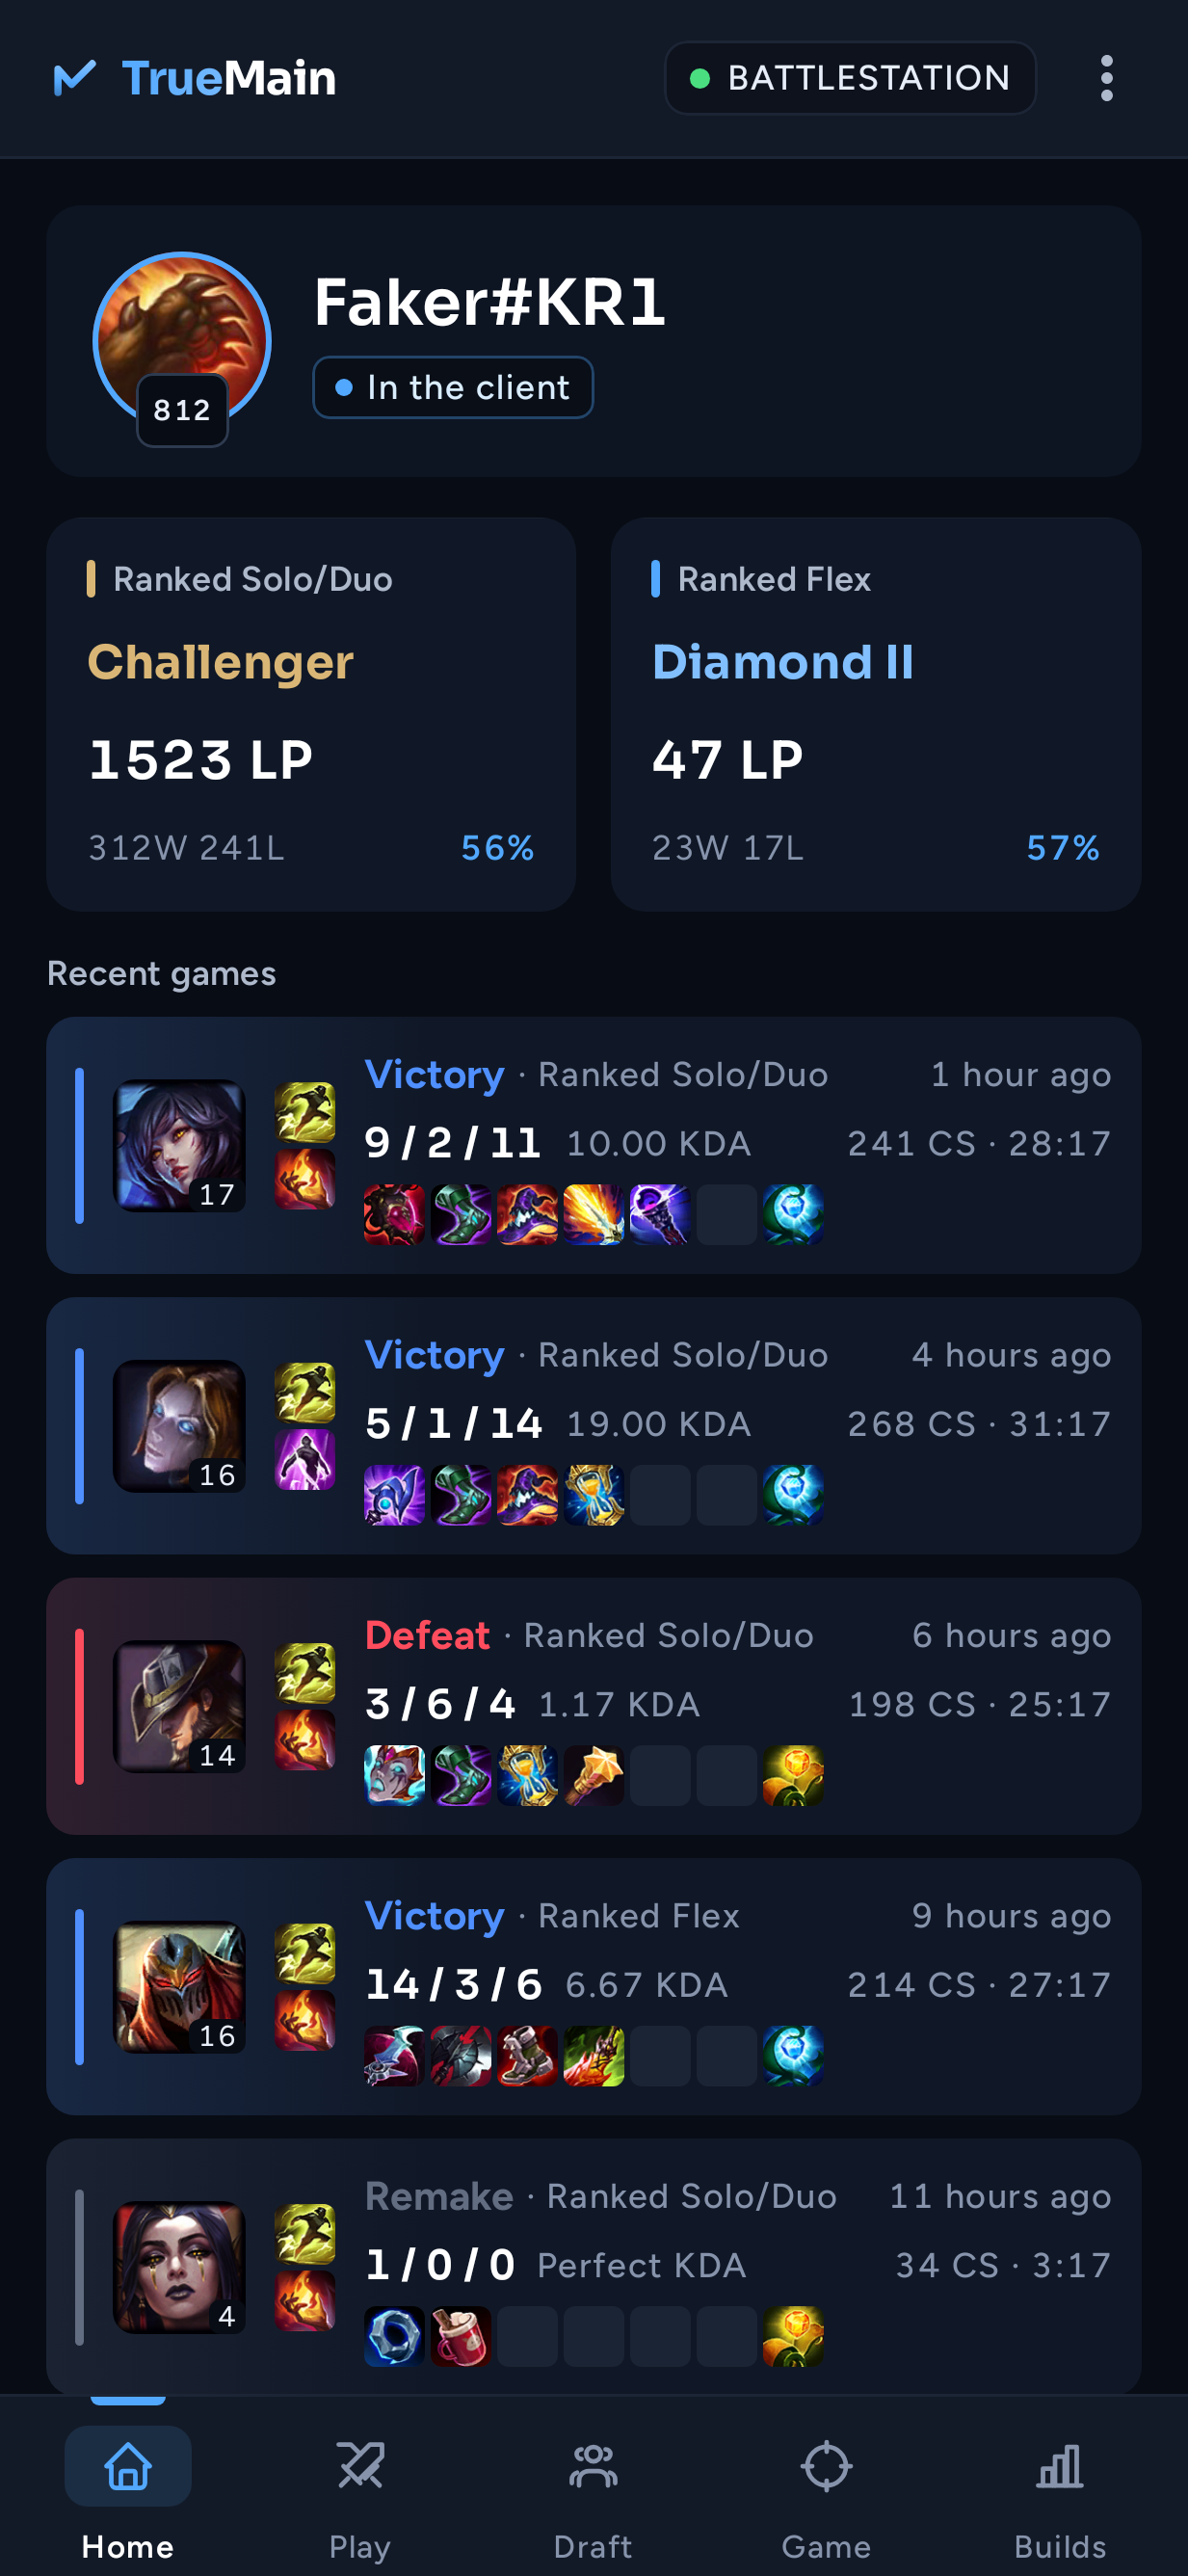 TrueMain
BATTLESTATION
Faker#KR1
In the client
812
Ranked Solo/Duo
Challenger
1523 LP
312W 241L 56%
Ranked Flex
Diamond II
47 LP
23W 17L 57%
Recent games
Victory · Ranked Solo/Duo 1 hour ago
9 / 2 / 11 10.00 KDA 241 CS · 28:17
17
Victory · Ranked Solo/Duo 4 hours ago
5 / 1 / 14 19.00 KDA 268 CS · 31:17
16
Defeat · Ranked Solo/Duo 6 hours ago
3 / 6 / 4 1.17 KDA 198 CS · 25:17
14
Victory · Ranked Flex 9 hours ago
14 / 3 / 6 6.67 KDA 214 CS · 27:17
16
Remake · Ranked Solo/Duo 11 hours ago
1 / 0 / 0 Perfect KDA 34 CS · 3:17
4
Home
Play
Draft
Game
Builds